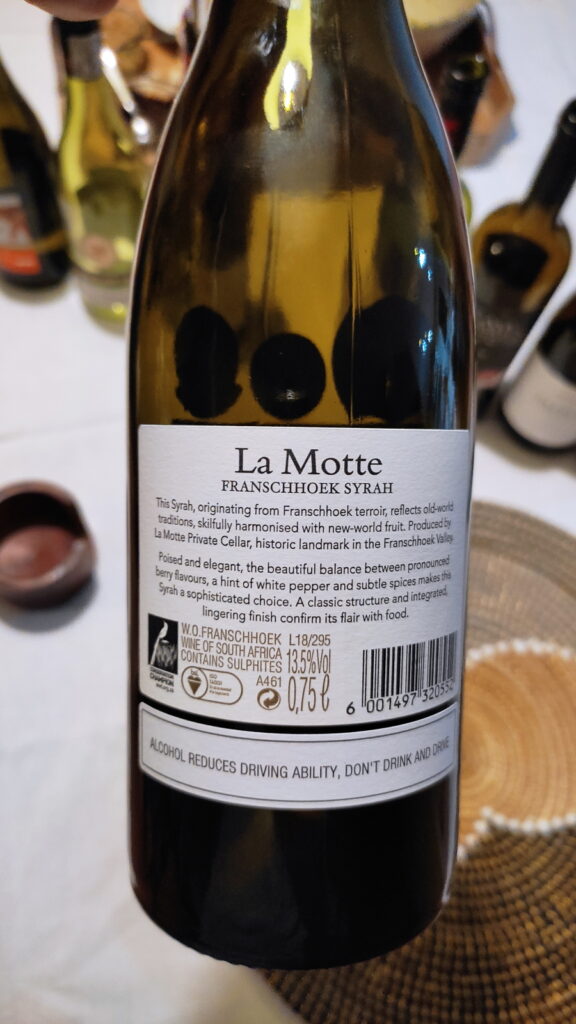 La Motte
FRANSCHHOEK SYRAH
This Syrah, originating from Franschhoek terroir, reflects old-world
traditions, skilfully harmonised with new-world fruit. Produced by
La Motte Private Cellar, historic landmark in the Franschhoek Valley.
Poised and elegant, the beautiful balance between pronounced
berry flavours, a hint of white pepper and subtle spices makes this
Syrah a sophisticated choice. A classic structure and integrated,
lingering finish confirm its flair with food.
W.O.FRANSCHHOEK L18/295
WINE OF SOUTH AFRICA
CONTAINS SULPHITES 13.5%Vol
A461 0,75 ℓ
CHAMPION
ISO
6 001497 320552
ALCOHOL REDUCES DRIVING ABILITY, DON'T DRINK AND DRIVE